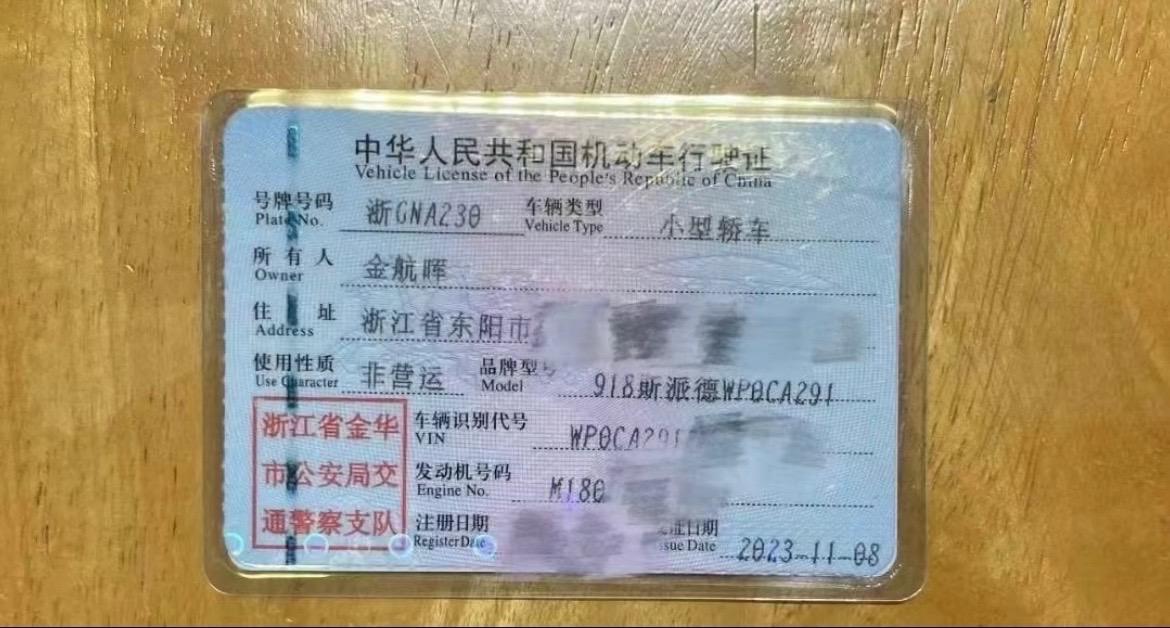 中华人民共和国机动车行驶证
Vehicle License of the People's Republic of China
号牌号码 浙GNA230 车辆类型 小型轿车
Plate No. Vehicle Type
所有人 金航晖
Owner
住址 浙江省东阳市
Address
使用性质 非营运 品牌型号 918斯派德WP0CA291
Use Character Model
浙江省金华
市公安局交
通警察支队
车辆识别代号 WP0CA291
VIN
发动机号码 M180
Engine No.
注册日期 证日期 2023-11-08
Register Date sue Date